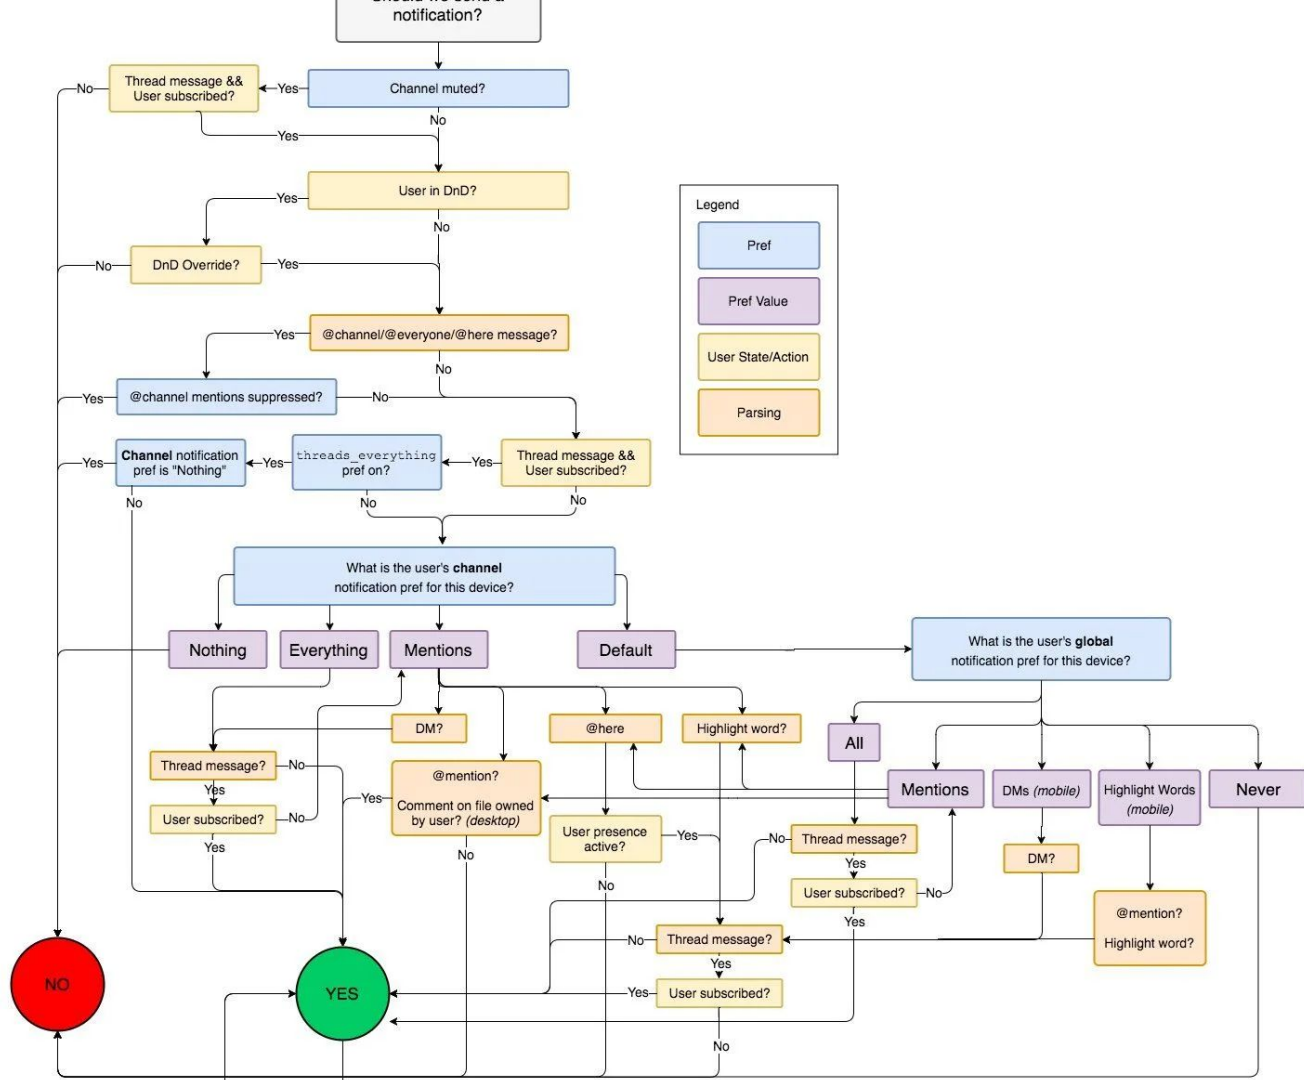 notification?
Thread message &&
User subscribed?
No
Yes
Channel muted?
No
Yes
User in DnD?
Yes
No
DnD Override?
No
Yes
@channel/@everyone/@here message?
Yes
No
@channel mentions suppressed?
Yes
No
Channel notification
pref is "Nothing"
Yes
Yes
threads_everything
pref on?
Yes
Thread message &&
User subscribed?
No
No
No
Legend
Pref
Pref Value
User State/Action
Parsing
What is the user's channel
notification pref for this device?
Nothing
Everything
Mentions
Default
What is the user's global
notification pref for this device?
DM?
@here
Highlight word?
All
Thread message?
No
Yes
User subscribed?
No
Yes
@mention?
Comment on file owned
by user? (desktop)
Yes
No
User presence
active?
Yes
No
Mentions
DMs (mobile)
Highlight Words
(mobile)
Never
No
Thread message?
Yes
User subscribed?
No
Yes
DM?
@mention?
Highlight word?
No
Thread message?
Yes
Yes
User subscribed?
No
NO
YES